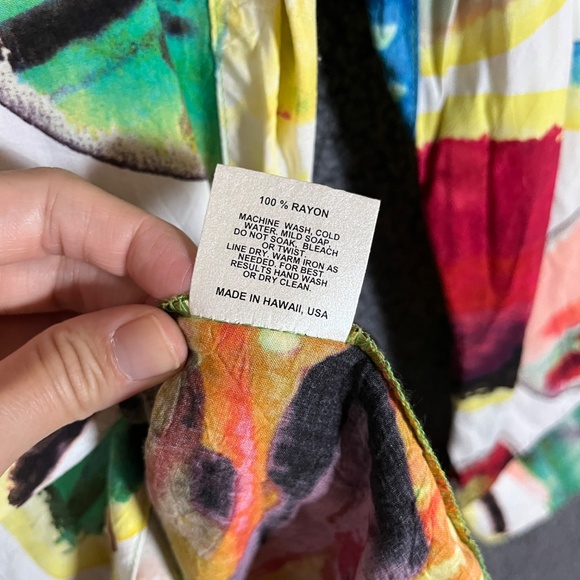 100 % RAYON
MACHINE WASH, COLD
WATER. MILD SOAP.
DO NOT SOAK, BLEACH
OR TWIST.
LINE DRY. WARM IRON AS
NEEDED. FOR BEST
RESULTS HAND WASH
OR DRY CLEAN.
MADE IN HAWAII, USA